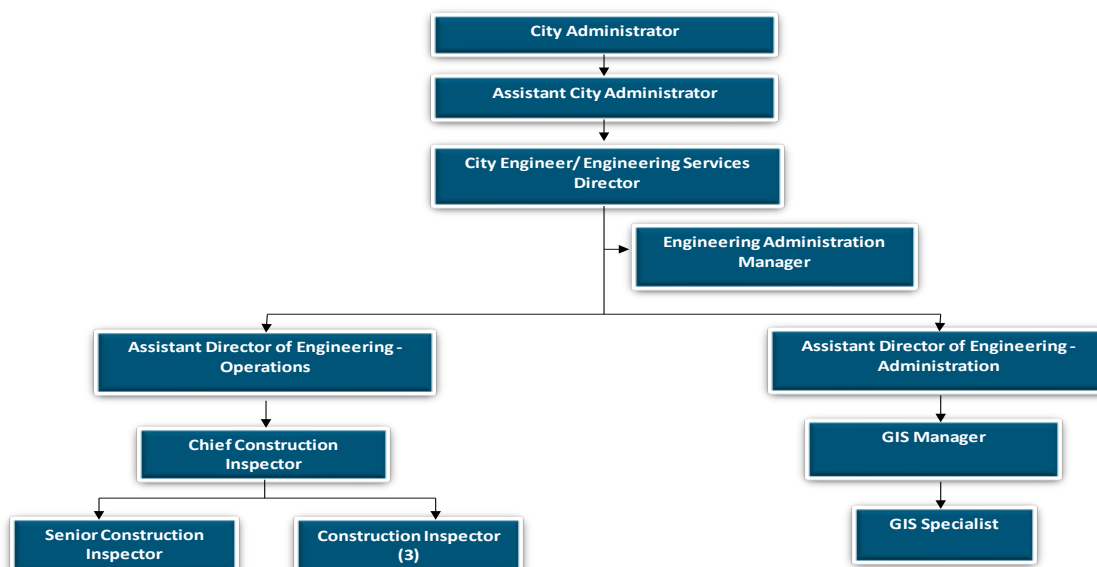 City Administrator
Assistant City Administrator
City Engineer/ Engineering Services
Director
Engineering Administration
Manager
Assistant Director of Engineering -
Operations
Assistant Director of Engineering -
Administration
Chief Construction
Inspector
GIS Manager
Senior Construction
Inspector
Construction Inspector
(3)
GIS Specialist